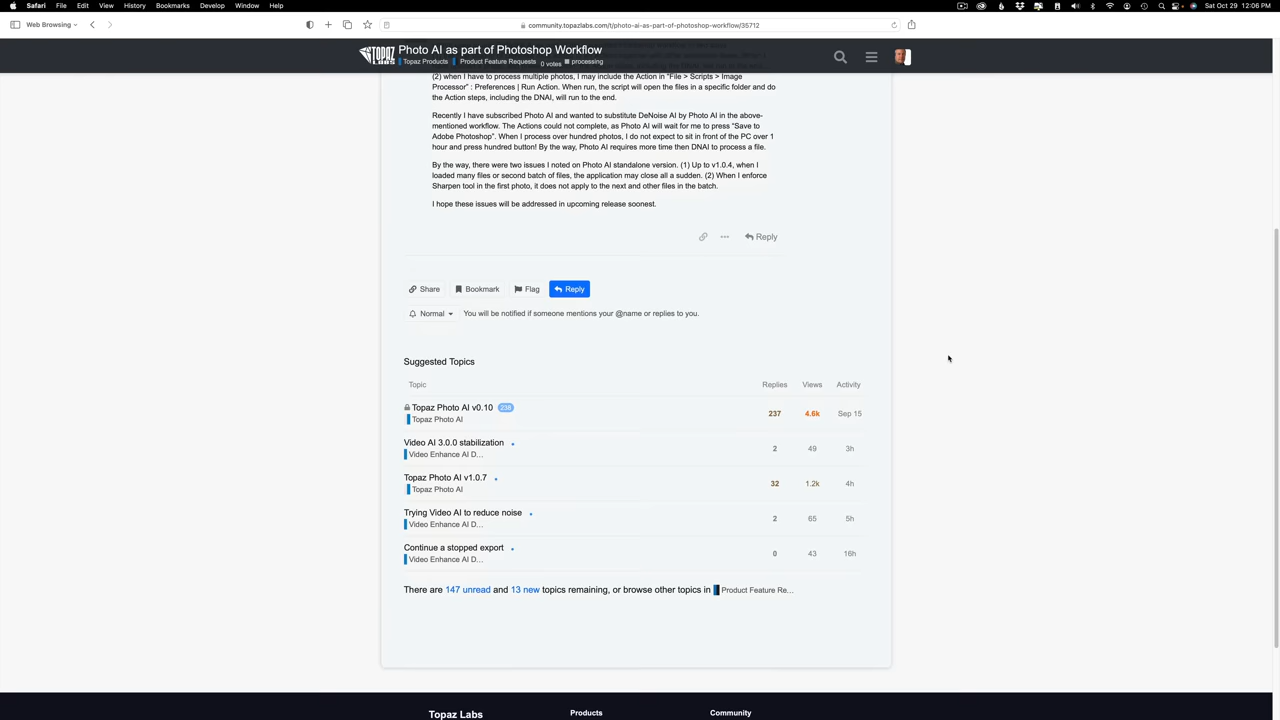 Safari File Edit View History Bookmarks Develop Window Help Sat Oct 29 12:06 PM
Web Browsing community.topazlabs.com/t/photo-ai-as-part-of-photoshop-workflow/35712
TOPAZ LABS
Photo AI as part of Photoshop Workflow
Topaz Products Product Feature Requests 0 votes processing
(2) when I have to process multiple photos, I may include the Action in "File > Scripts > Image
Processor" : Preferences | Run Action. When run, the script will open the files in a specific folder and do
the Action steps, including the DNAI, will run to the end.
Recently I have subscribed Photo AI and wanted to substitute DeNoise AI by Photo AI in the above-
mentioned workflow. The Actions could not complete, as Photo AI will wait for me to press "Save to
Adobe Photoshop". When I process over hundred photos, I do not expect to sit in front of the PC over 1
hour and press hundred button! By the way, Photo AI requires more time then DNAI to process a file.
By the way, there were two issues I noted on Photo AI standalone version. (1) Up to v1.0.4, when I
loaded many files or second batch of files, the application may close all a sudden. (2) When I enforce
Sharpen tool in the first photo, it does not apply to the next and other files in the batch.
I hope these issues will be addressed in upcoming release soonest.
Reply
Share Bookmark Flag Reply
Normal You will be notified if someone mentions your @name or replies to you.
Suggested Topics
Topic Replies Views Activity
Topaz Photo AI v0.10 238 237 4.6k Sep 15
Topaz Photo AI
Video AI 3.0.0 stabilization 2 49 3h
Video Enhance AI D...
Topaz Photo AI v1.0.7 32 1.2k 4h
Topaz Photo AI
Trying Video AI to reduce noise 2 65 5h
Video Enhance AI D...
Continue a stopped export 0 43 16h
Video Enhance AI D...
There are 147 unread and 13 new topics remaining, or browse other topics in Product Feature Re...
Topaz Labs Products Community